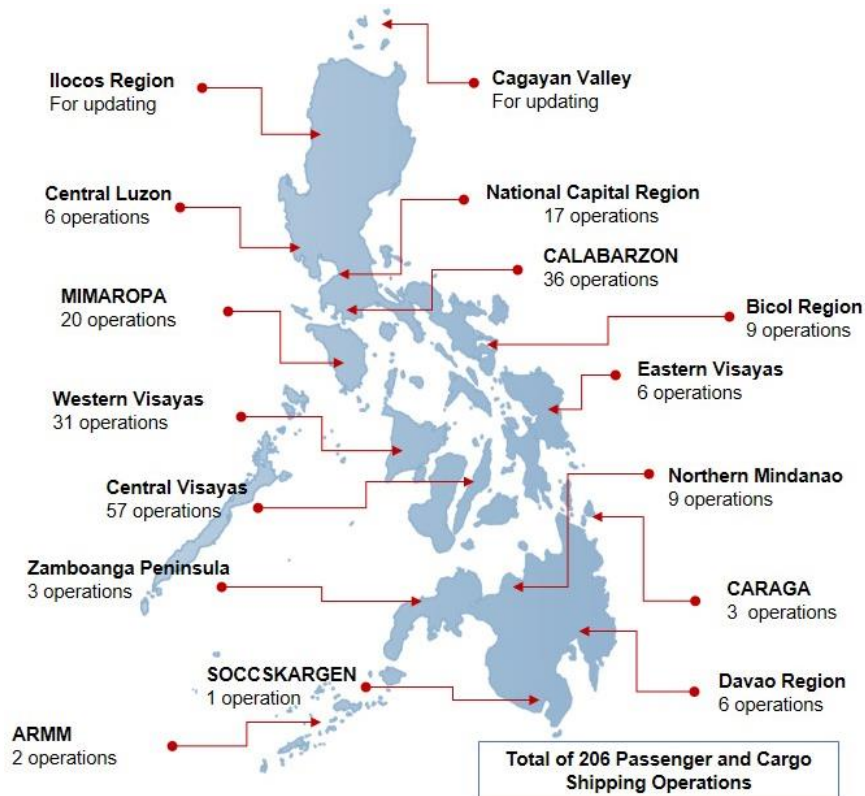 Ilocos Region
For updating
Cagayan Valley
For updating
Central Luzon
6 operations
National Capital Region
17 operations
CALABARZON
36 operations
MIMAROPA
20 operations
Bicol Region
9 operations
Eastern Visayas
6 operations
Western Visayas
31 operations
Northern Mindanao
9 operations
Central Visayas
57 operations
Zamboanga Peninsula
3 operations
CARAGA
3 operations
SOCCSKARGEN
1 operation
Davao Region
6 operations
ARMM
2 operations
Total of 206 Passenger and Cargo
Shipping Operations